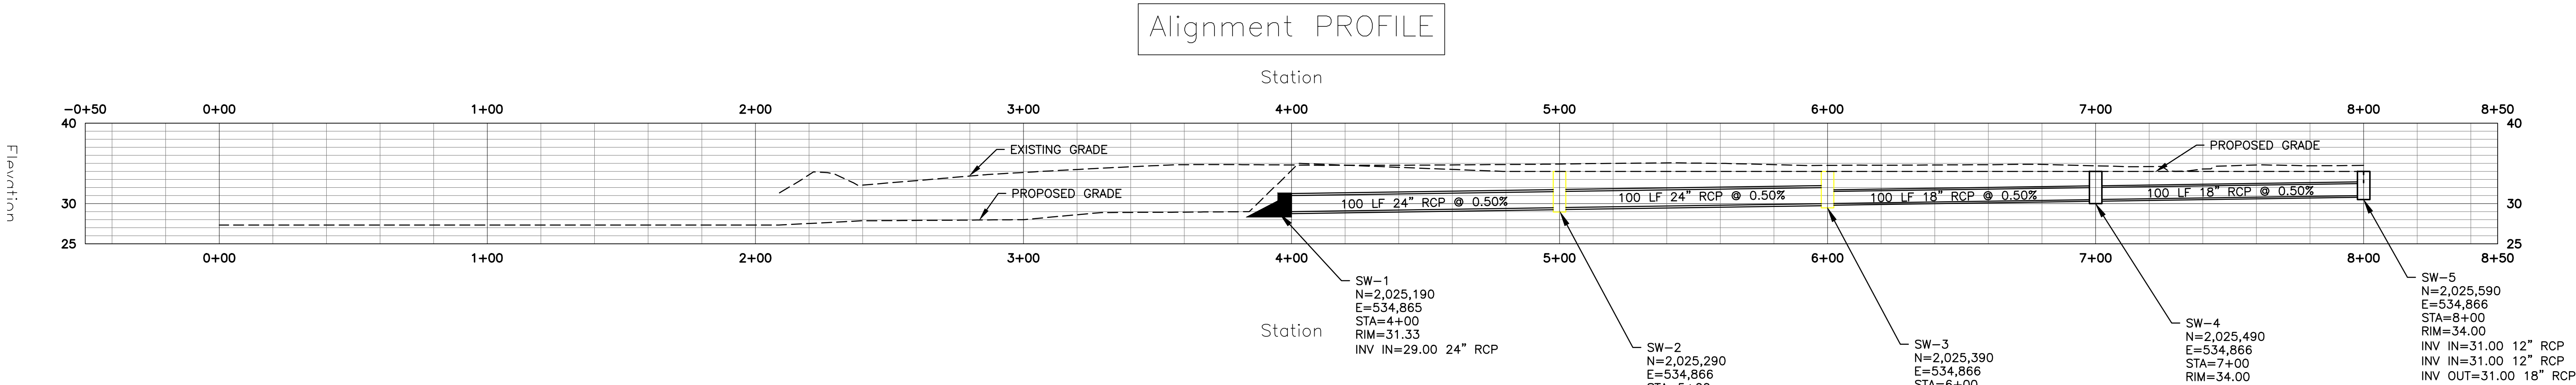 Alignment PROFILE
Station
-0+50 0+00 1+00 2+00 3+00 4+00 5+00 6+00 7+00 8+00 8+50
40 40
Elevation
EXISTING GRADE
PROPOSED GRADE
PROPOSED GRADE
100 LF 24" RCP @ 0.50%
100 LF 24" RCP @ 0.50%
100 LF 18" RCP @ 0.50%
100 LF 18" RCP @ 0.50%
30 30
25 25
0+00 1+00 2+00 3+00 4+00 5+00 6+00 7+00 8+00 8+50
Station
SW-1
N=2,025,190
E=534,865
STA=4+00
RIM=31.33
INV IN=29.00 24" RCP
SW-2
N=2,025,290
E=534,866
STA=5+00
SW-3
N=2,025,390
E=534,866
STA=6+00
SW-4
N=2,025,490
E=534,866
STA=7+00
RIM=34.00
SW-5
N=2,025,590
E=534,866
STA=8+00
RIM=34.00
INV IN=31.00 12" RCP
INV IN=31.00 12" RCP
INV OUT=31.00 18" RCP